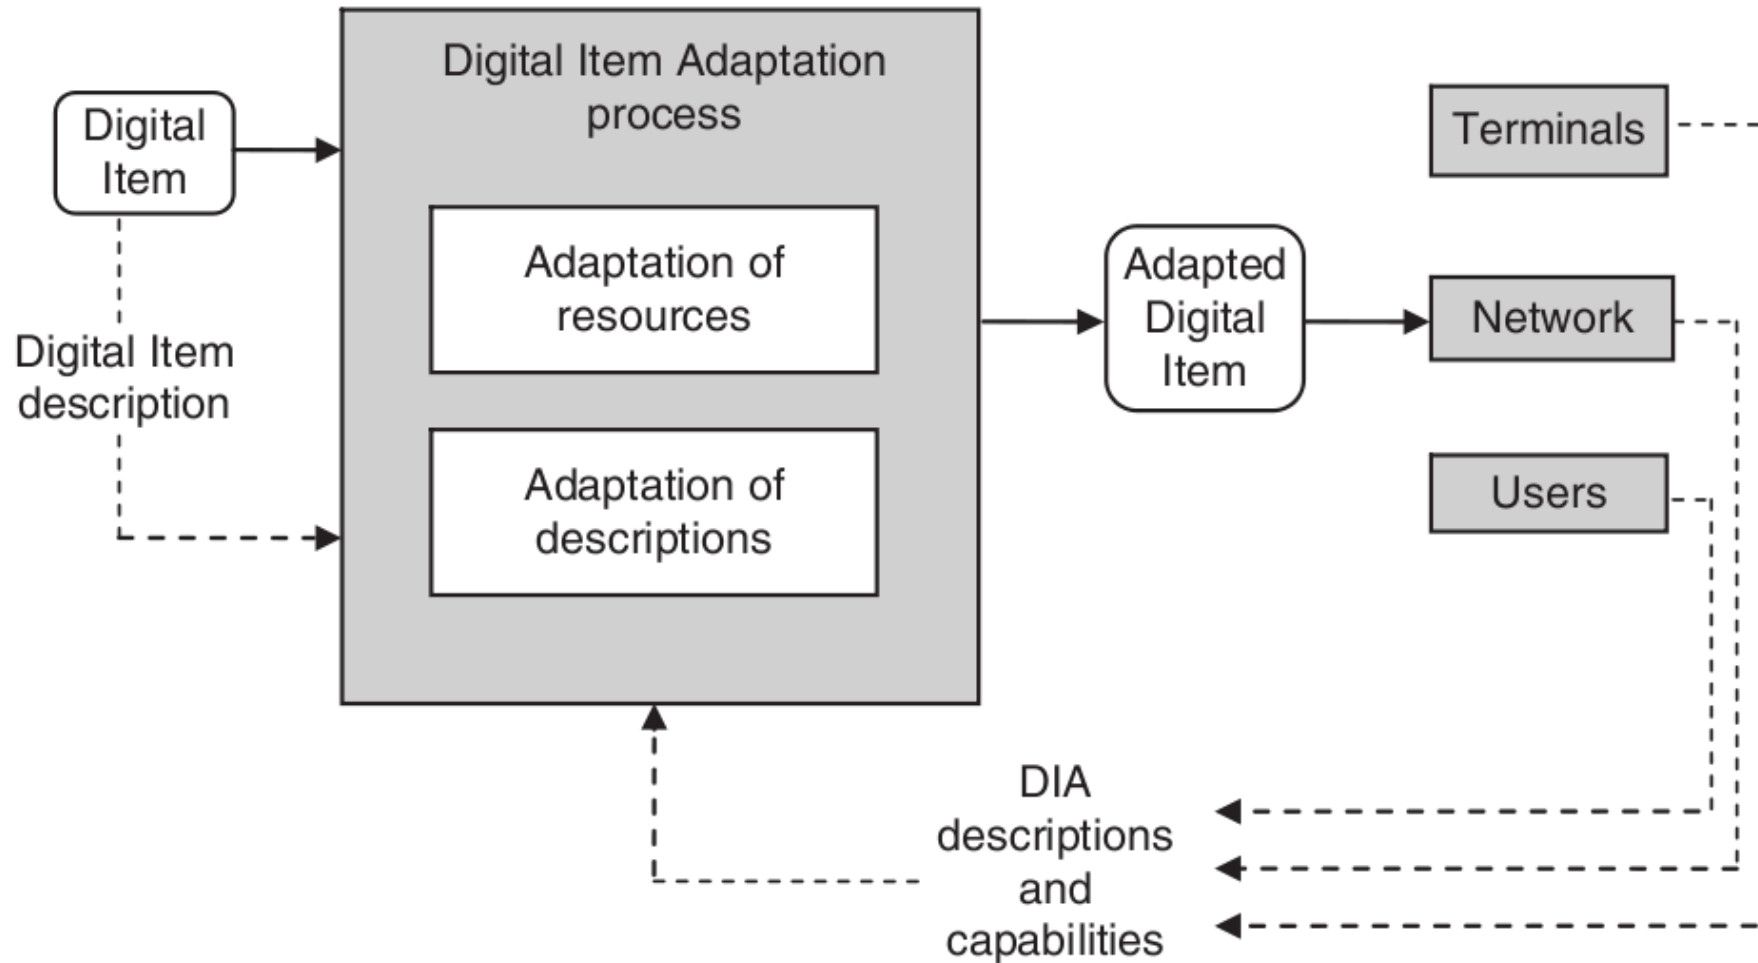 Digital Item Adaptation
process
Digital
Item
Adaptation of
resources
Digital Item
description
Adaptation of
descriptions
Adapted
Digital
Item
Terminals
Network
Users
DIA
descriptions
and
capabilities